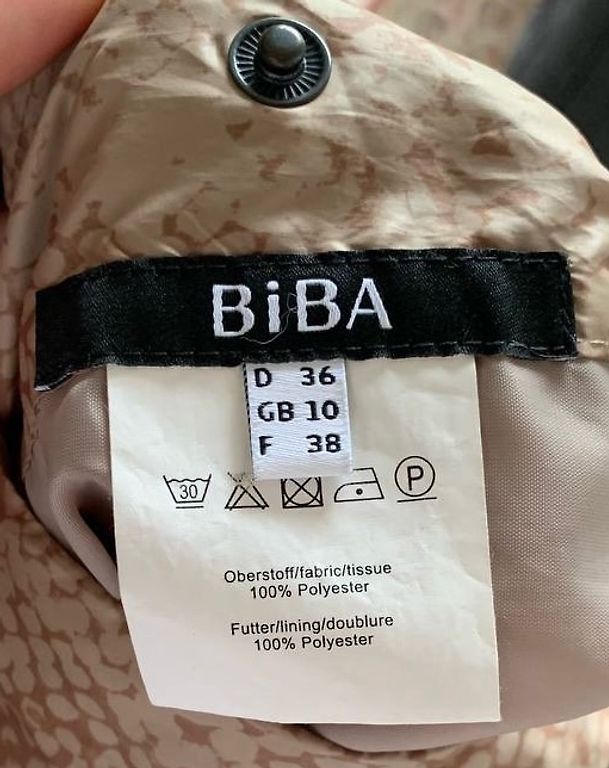 BiBA
D 36
GB 10
F 38
30
P
Oberstoff/fabric/tissue
100% Polyester
Futter/lining/doublure
100% Polyester